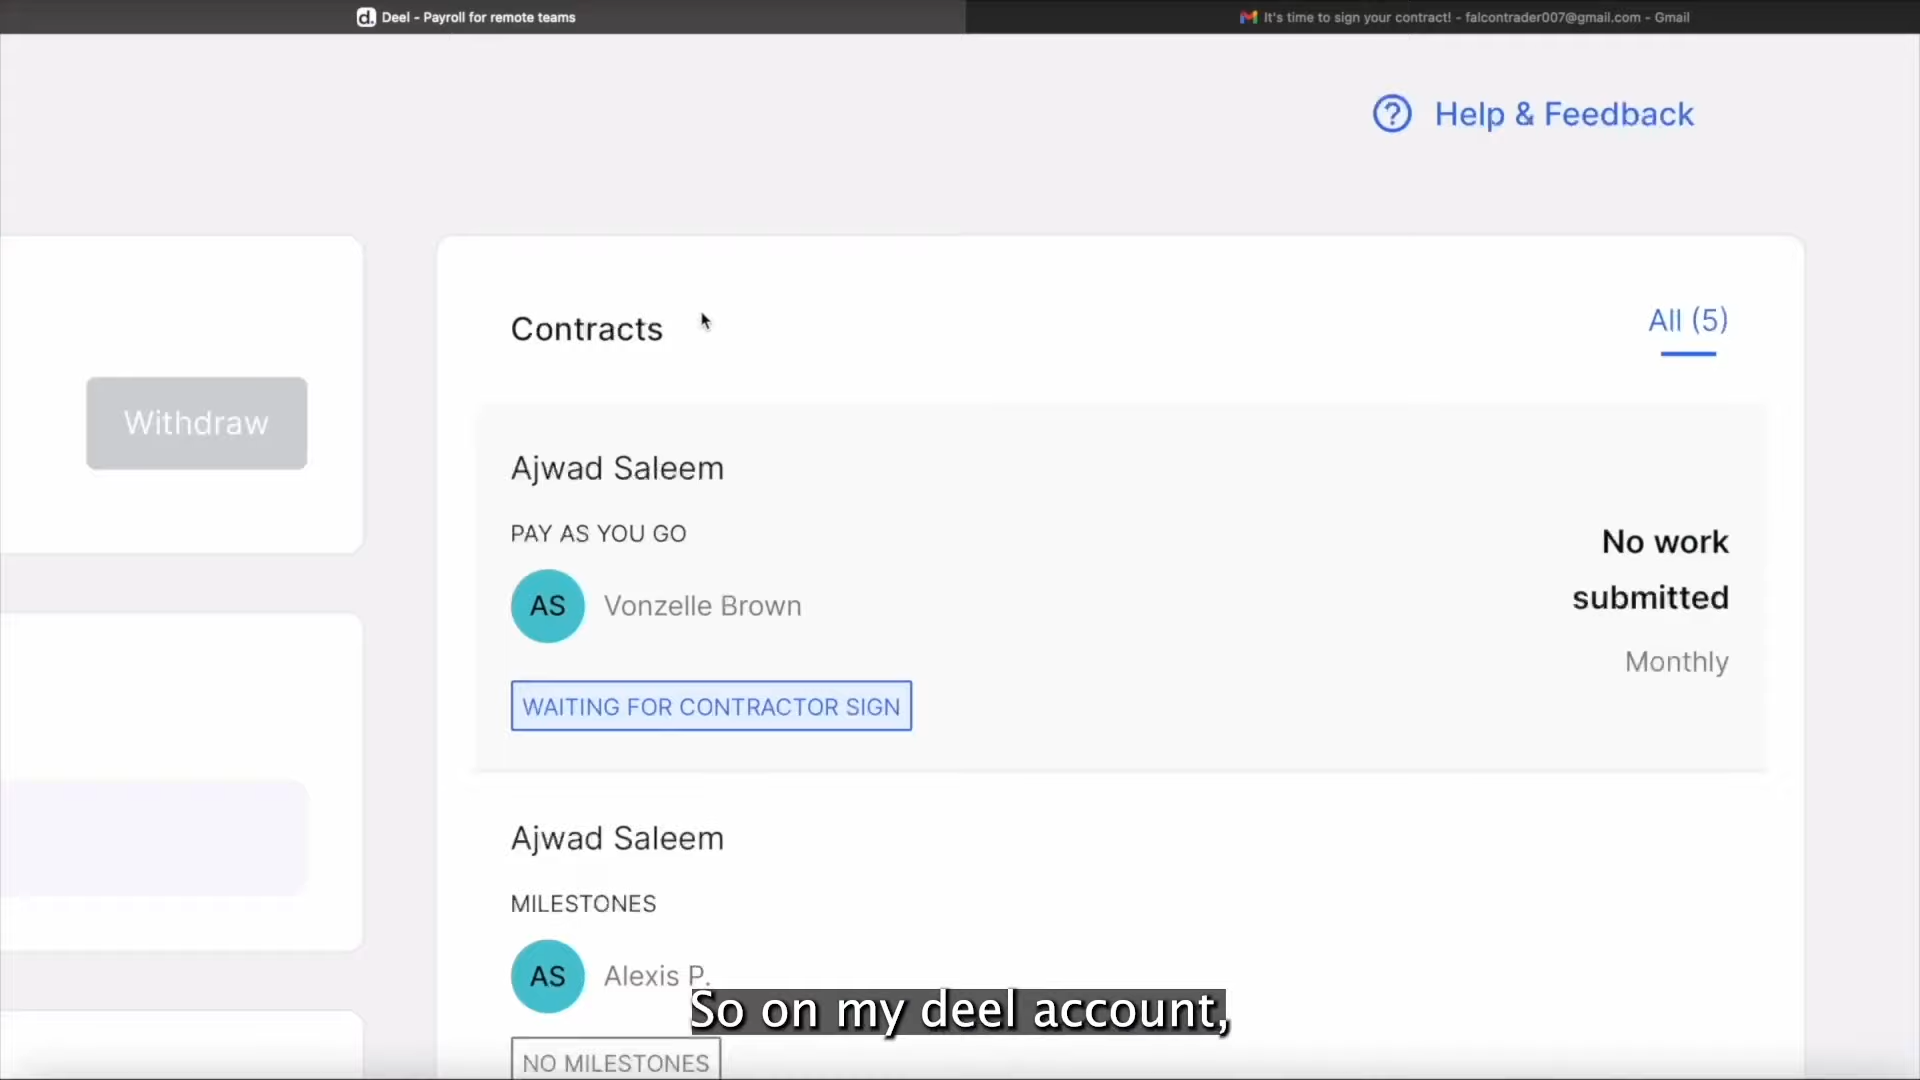 d. Deel - Payroll for remote teams
It's time to sign your contract! - falcontrader007@gmail.com - Gmail
? Help & Feedback
Contracts
All (5)
Withdraw
Ajwad Saleem
PAY AS YOU GO
No work
submitted
AS Vonzelle Brown
Monthly
WAITING FOR CONTRACTOR SIGN
Ajwad Saleem
MILESTONES
AS Alexis P.
So on my deel account,
NO MILESTONES